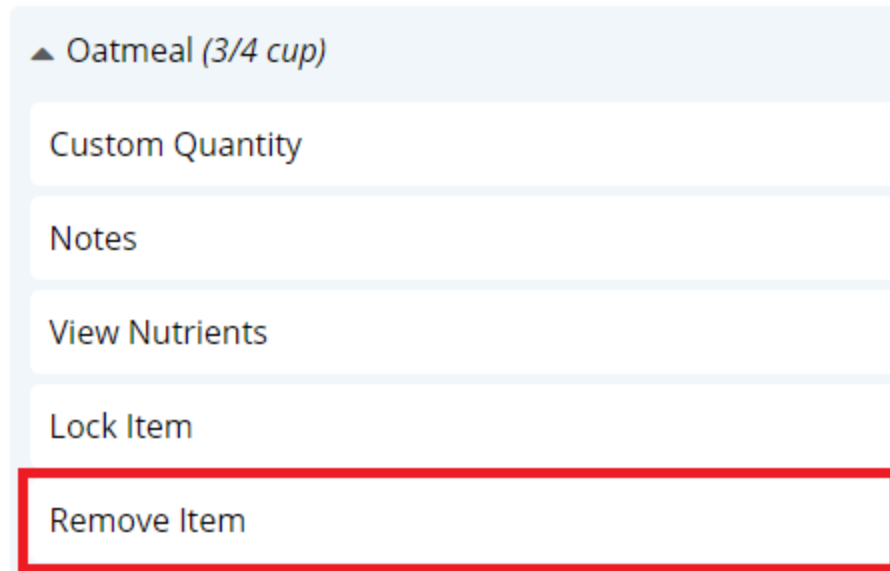 Oatmeal (3/4 cup)
Custom Quantity
Notes
View Nutrients
Lock Item
Remove Item